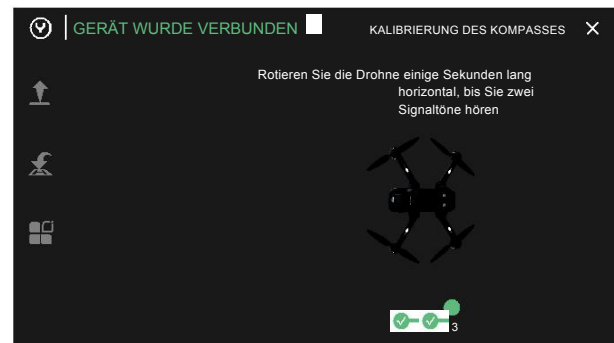 GERÄT WURDE VERBUNDEN
KALIBRIERUNG DES KOMPASSES
Rotieren Sie die Drohne einige Sekunden lang
horizontal, bis Sie zwei
Signaltöne hören
3